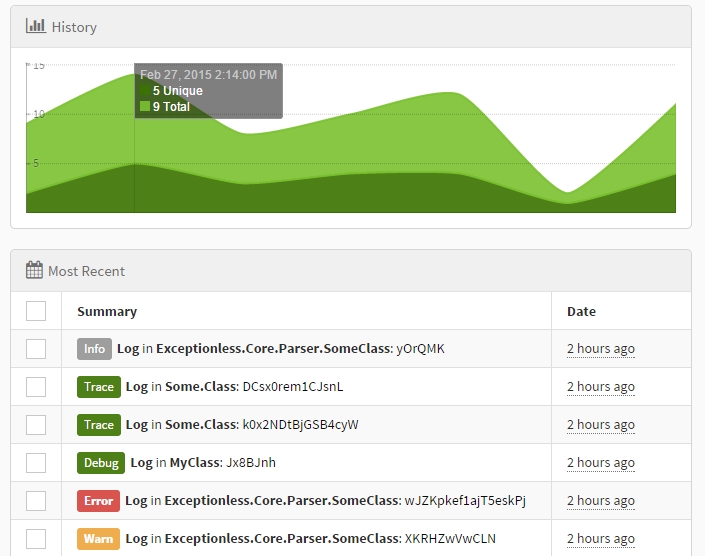 History
15
Feb 27, 2015 2:14:00 PM
5 Unique
9 Total
10
5
Most Recent
Summary Date
Info Log in Exceptionless.Core.Parser.SomeClass: yOrQMK 2 hours ago
Trace Log in Some.Class: DCsx0rem1CJsnL 2 hours ago
Trace Log in Some.Class: k0x2NDtBjGSB4cyW 2 hours ago
Debug Log in MyClass: Jx8BJnh 2 hours ago
Error Log in Exceptionless.Core.Parser.SomeClass: wJZKpkef1ajT5eskPj 2 hours ago
Warn Log in Exceptionless.Core.Parser.SomeClass: XKRHZwVwCLN 2 hours ago